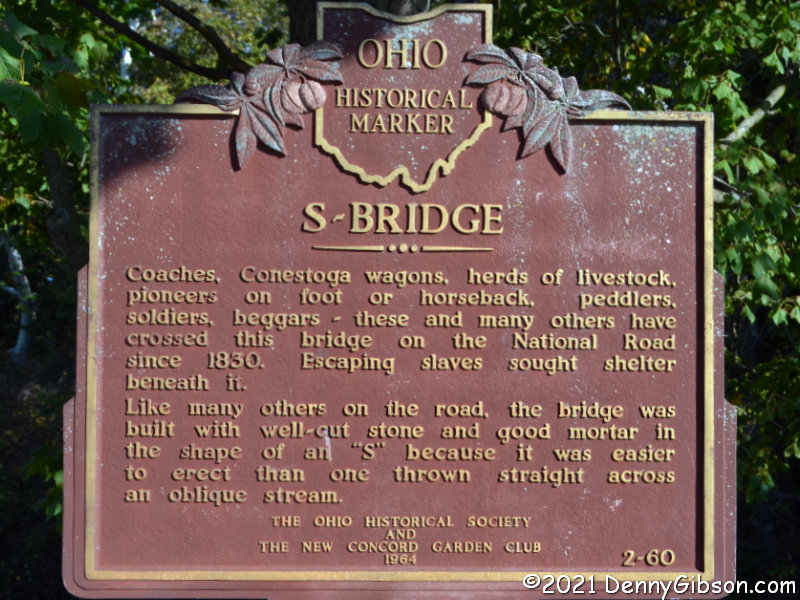 OHIO
HISTORICAL
MARKER
S-BRIDGE
Coaches, Conestoga wagons, herds of livestock,
pioneers on foot or horseback, peddlers,
soldiers, beggars - these and many others have
crossed this bridge on the National Road
since 1830. Escaping slaves sought shelter
beneath it.
Like many others on the road, the bridge was
built with well-cut stone and good mortar in
the shape of an "S" because it was easier
to erect than one thrown straight across
an oblique stream.
THE OHIO HISTORICAL SOCIETY
AND
THE NEW CONCORD GARDEN CLUB
1964
2-60
©2021 DennyGibson.com